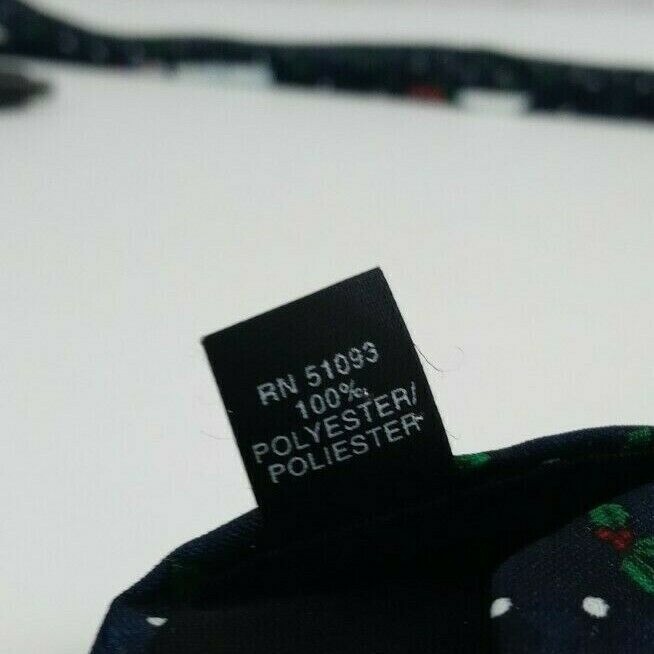 RN 51093
100%
POLYESTER/
POLIESTER